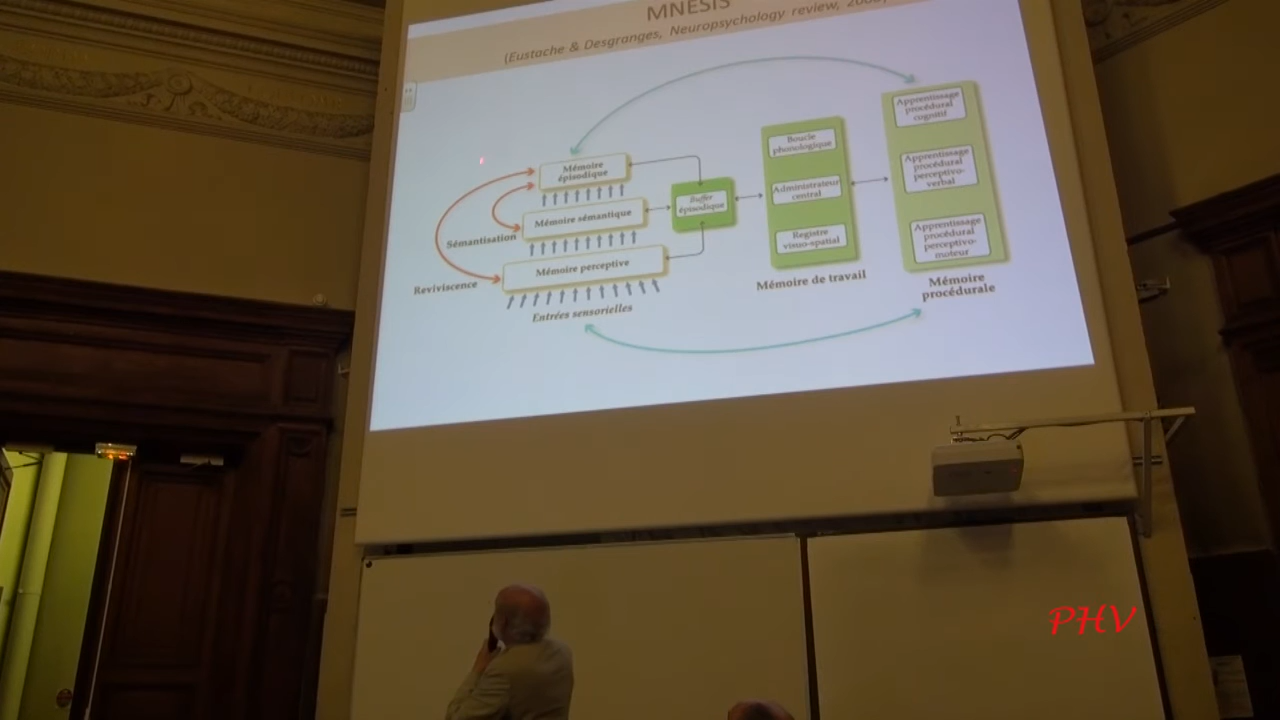 MNESIS
(Eustache & Desgranges, Neuropsychology review,
Apprentissage
procédural
cognitif
Boucle
phonologique
Mémoire
épisodique
Apprentissage
procédural
perceptivo-
verbal
Administrateur
central
Buffer
épisodique
Mémoire sémantique
Sémantisation
Registre
visuo-spatial
Apprentissage
procédural
perceptivo-
moteur
Mémoire perceptive
Reviviscence
Mémoire de travail
Mémoire
procédurale
Entrées sensorielles
PHV